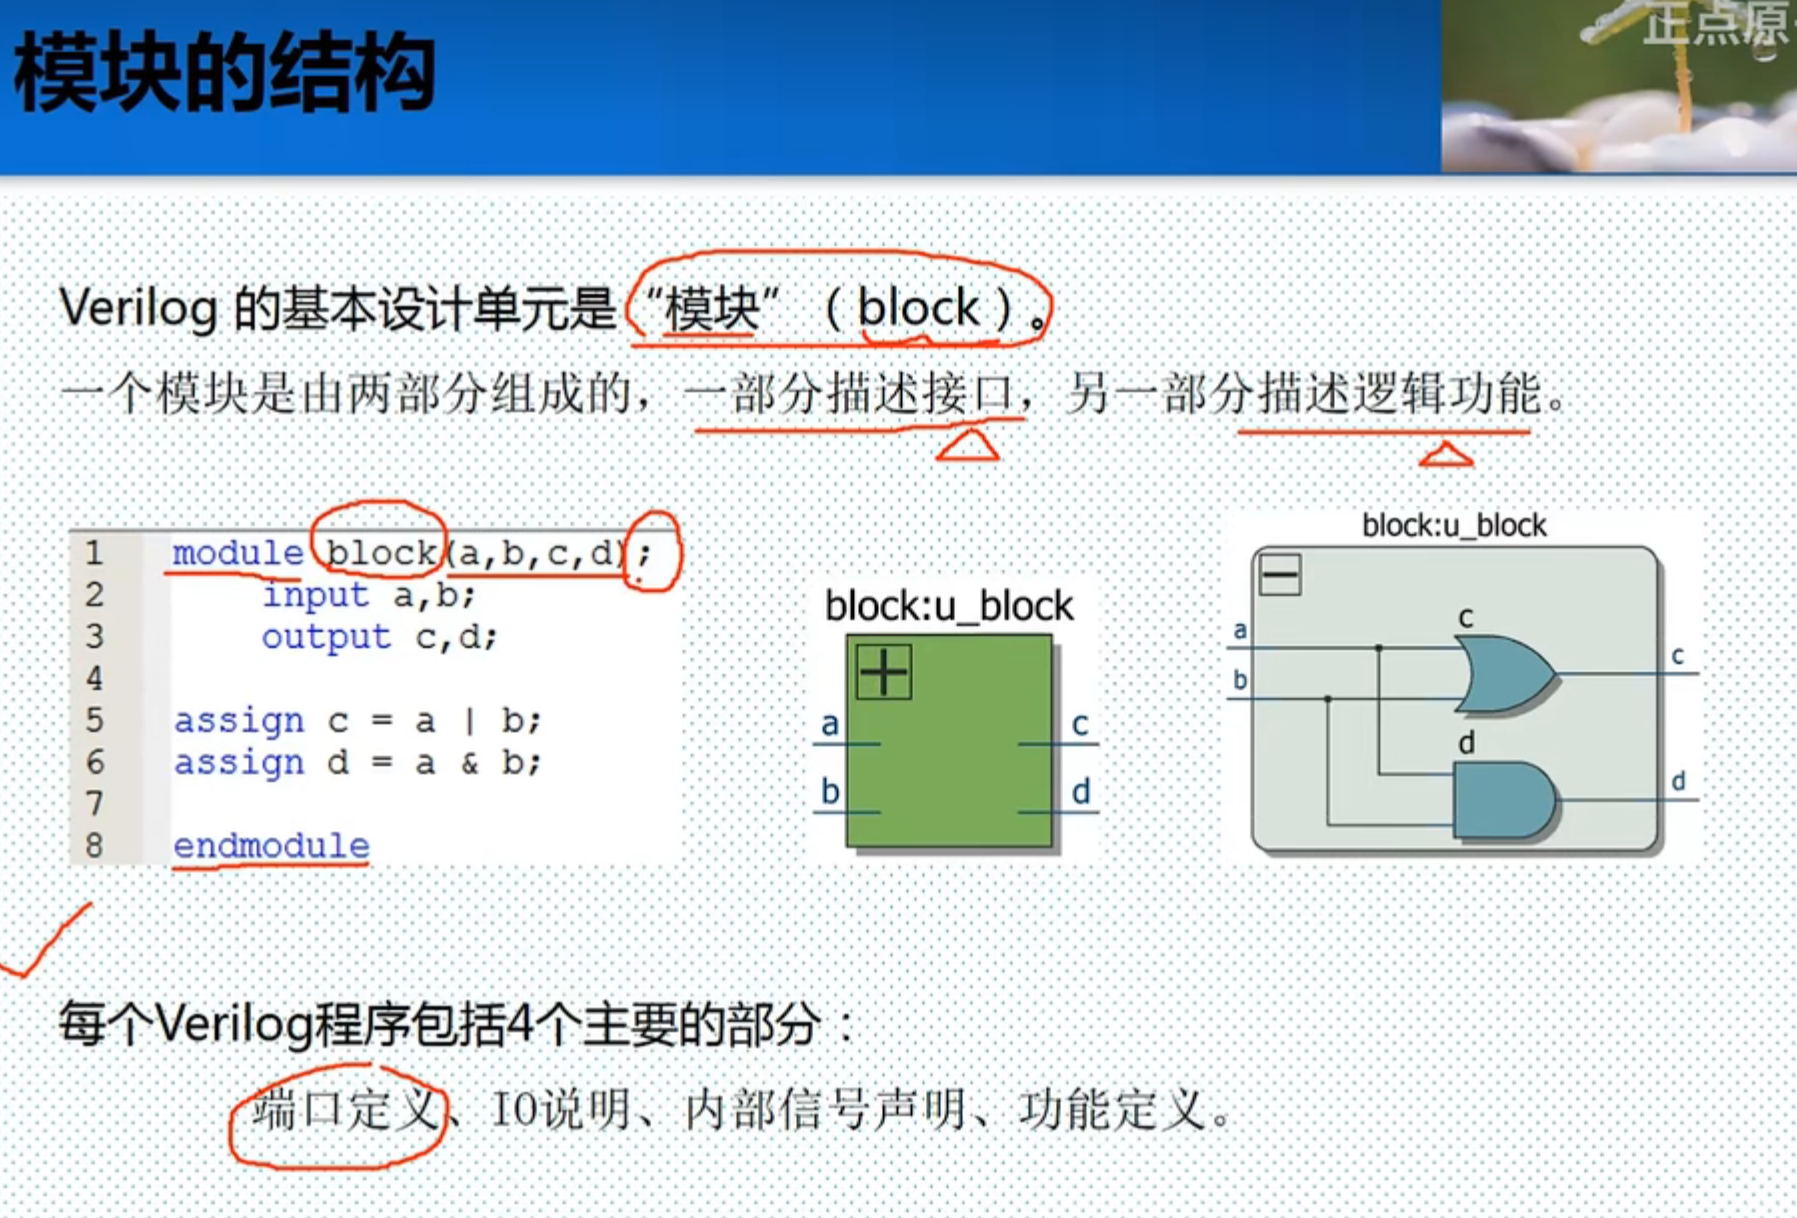 模块的结构
正点原
Verilog 的基本设计单元是“模块”（block）。
一个模块是由两部分组成的，一部分描述接口，另一部分描述逻辑功能。
1 module block(a,b,c,d);
2 input a,b;
3 output c,d;
4
5 assign c = a | b;
6 assign d = a & b;
7
8 endmodule
block:u_block
a c
b d
block:u_block
c
a c
b
d
d
每个Verilog程序包括4个主要的部分：
端口定义、IO说明、内部信号声明、功能定义。